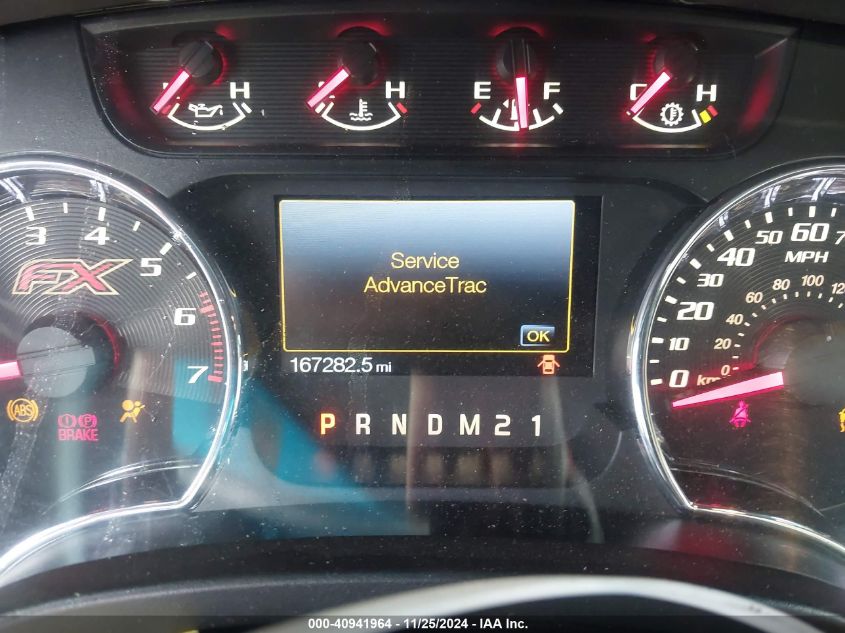 H H E F C H
3 4 5 6 7
FX
Service
AdvanceTrac
OK
167282.5 mi
P R N D M 2 1
ABS
BRAKE
0 10 20 30 40 50 60
MPH
0 20 40 60 80 100
000-40941964 - 11/25/2024 - IAA Inc.